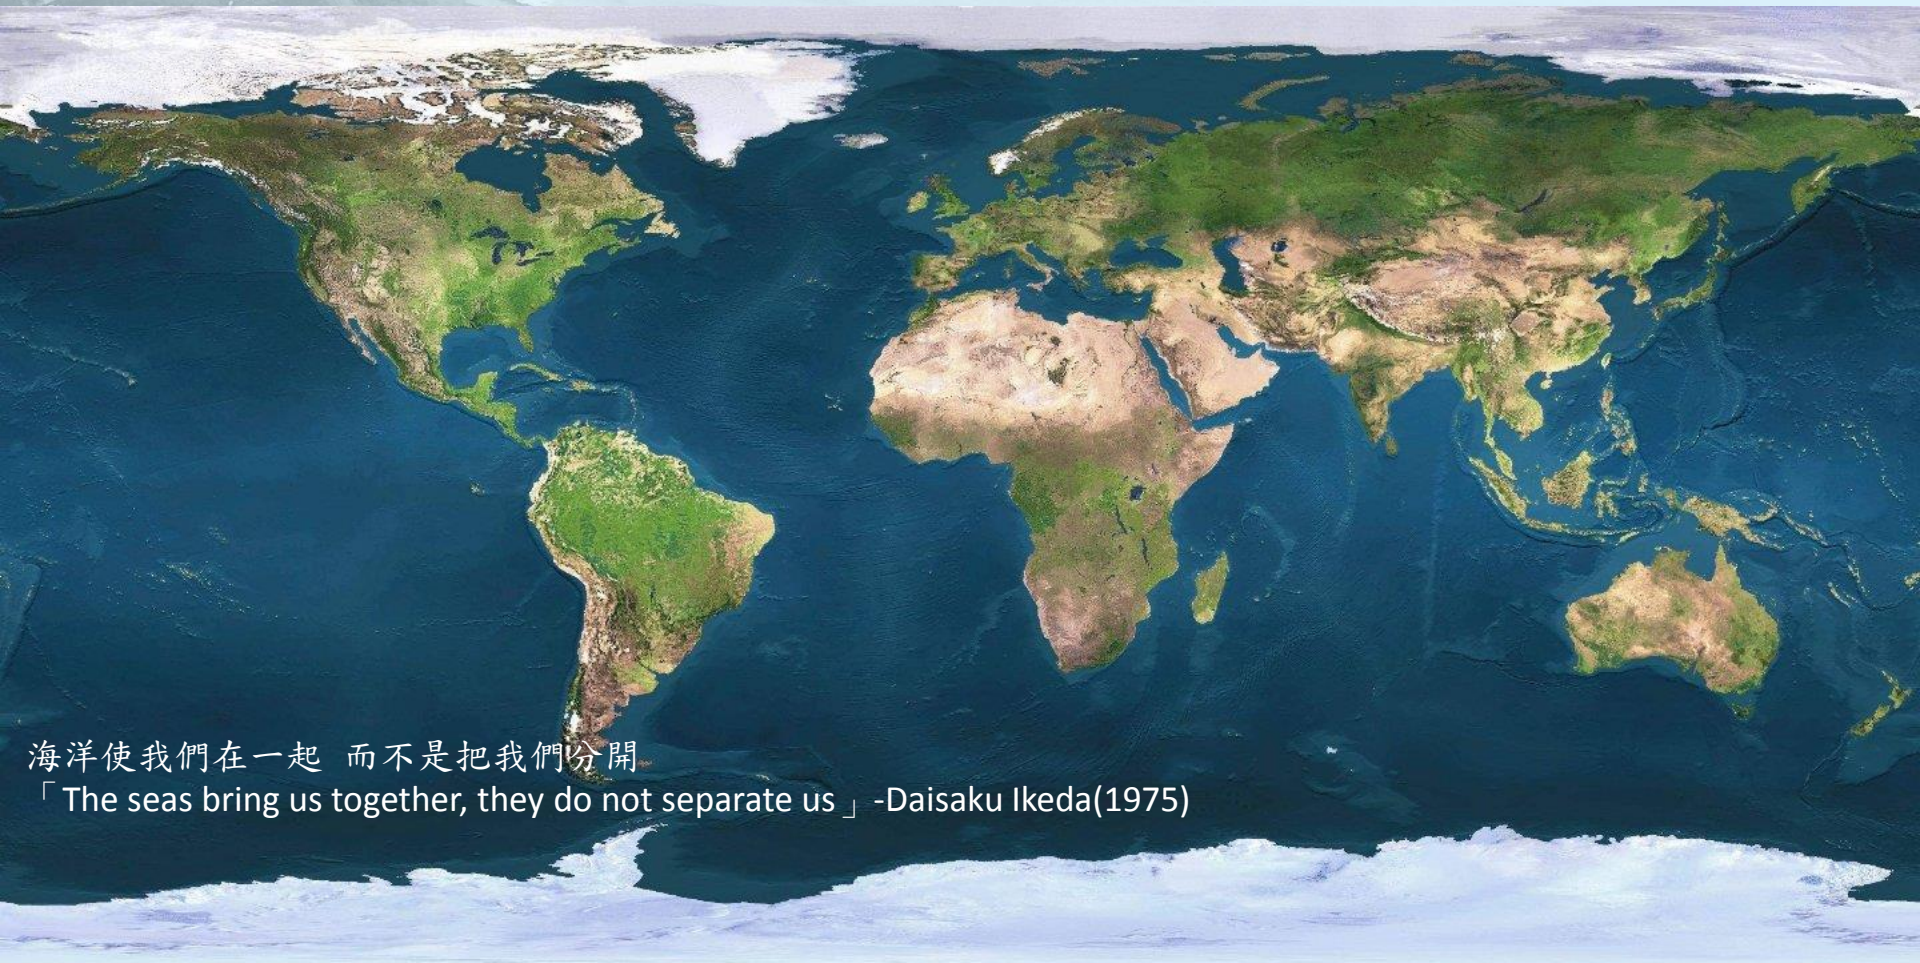 海洋使我們在一起 而不是把我們分開
「The seas bring us together, they do not separate us」-Daisaku Ikeda(1975)